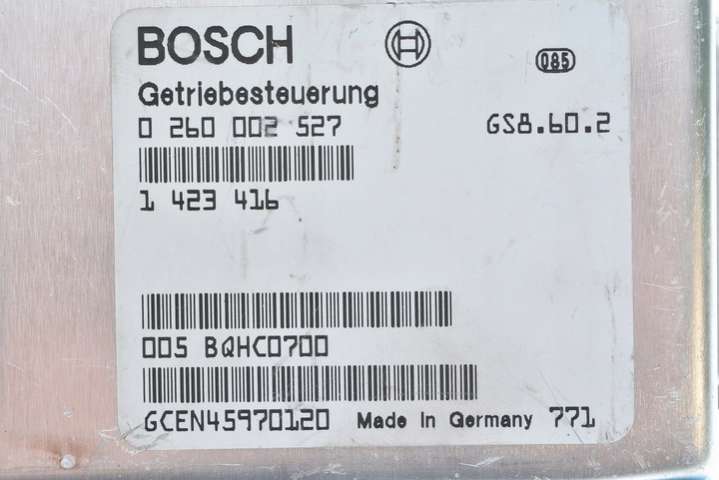 BOSCH
085
Getriebesteuerung
0 260 002 527 GS8.60.2
1 423 416
005 BQHC0700
GCEN45970120 Made In Germany 771